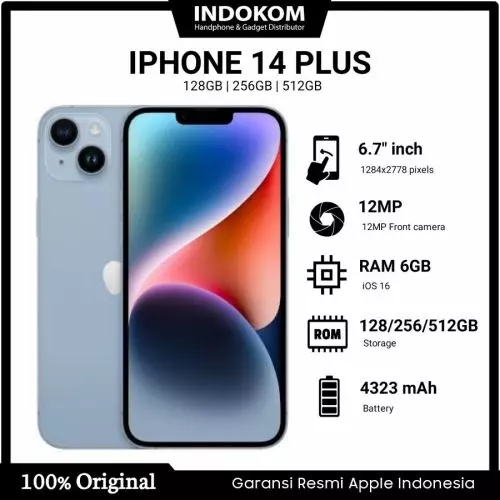 INDOKOM
Handphone & Gadget Distributor
IPHONE 14 PLUS
128GB | 256GB | 512GB
6.7" inch
1284x2778 pixels
12MP
12MP Front camera
RAM 6GB
iOS 16
ROM
128/256/512GB
Storage
4323 mAh
Battery
100% Original
Garansi Resmi Apple Indonesia